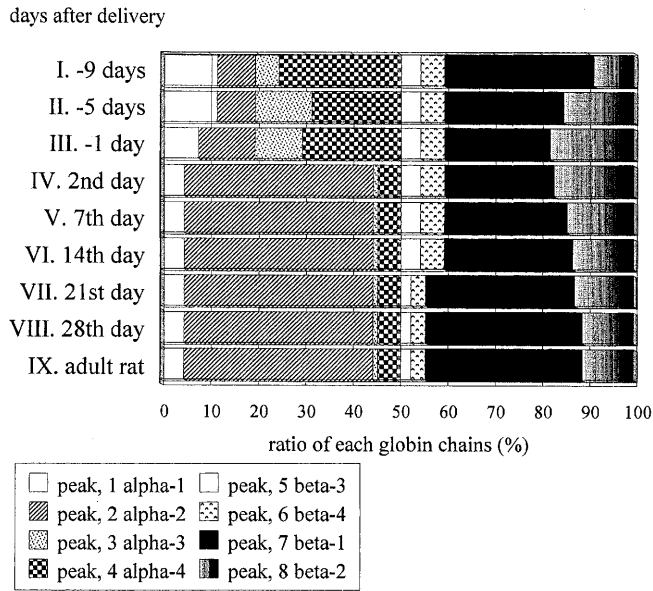 days after delivery
I. -9 days
II. -5 days
III. -1 day
IV. 2nd day
V. 7th day
VI. 14th day
VII. 21st day
VIII. 28th day
IX. adult rat
0 10 20 30 40 50 60 70 80 90 100
ratio of each globin chains (%)
peak, 1 alpha-1 peak, 5 beta-3
peak, 2 alpha-2 peak, 6 beta-4
peak, 3 alpha-3 peak, 7 beta-1
peak, 4 alpha-4 peak, 8 beta-2